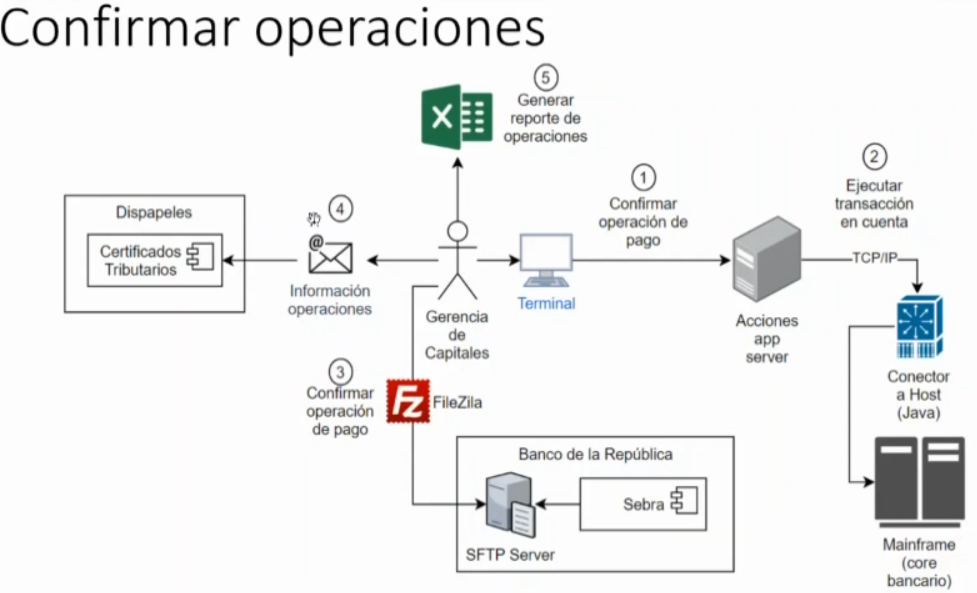 Confirmar operaciones
5
Generar
reporte de
operaciones
1
Confirmar
operación de
pago
2
Ejecutar
transacción
en cuenta
4
@
Información
operaciones
Dispapeles
Certificados
Tributarios
Gerencia
de
Capitales
Terminal
Acciones
app
server
TCP/IP
Conector
a Host
(Java)
3
Confirmar
operación
de pago
Fz
FileZila
Banco de la República
Sebra
SFTP Server
Mainframe
(core
bancario)
X